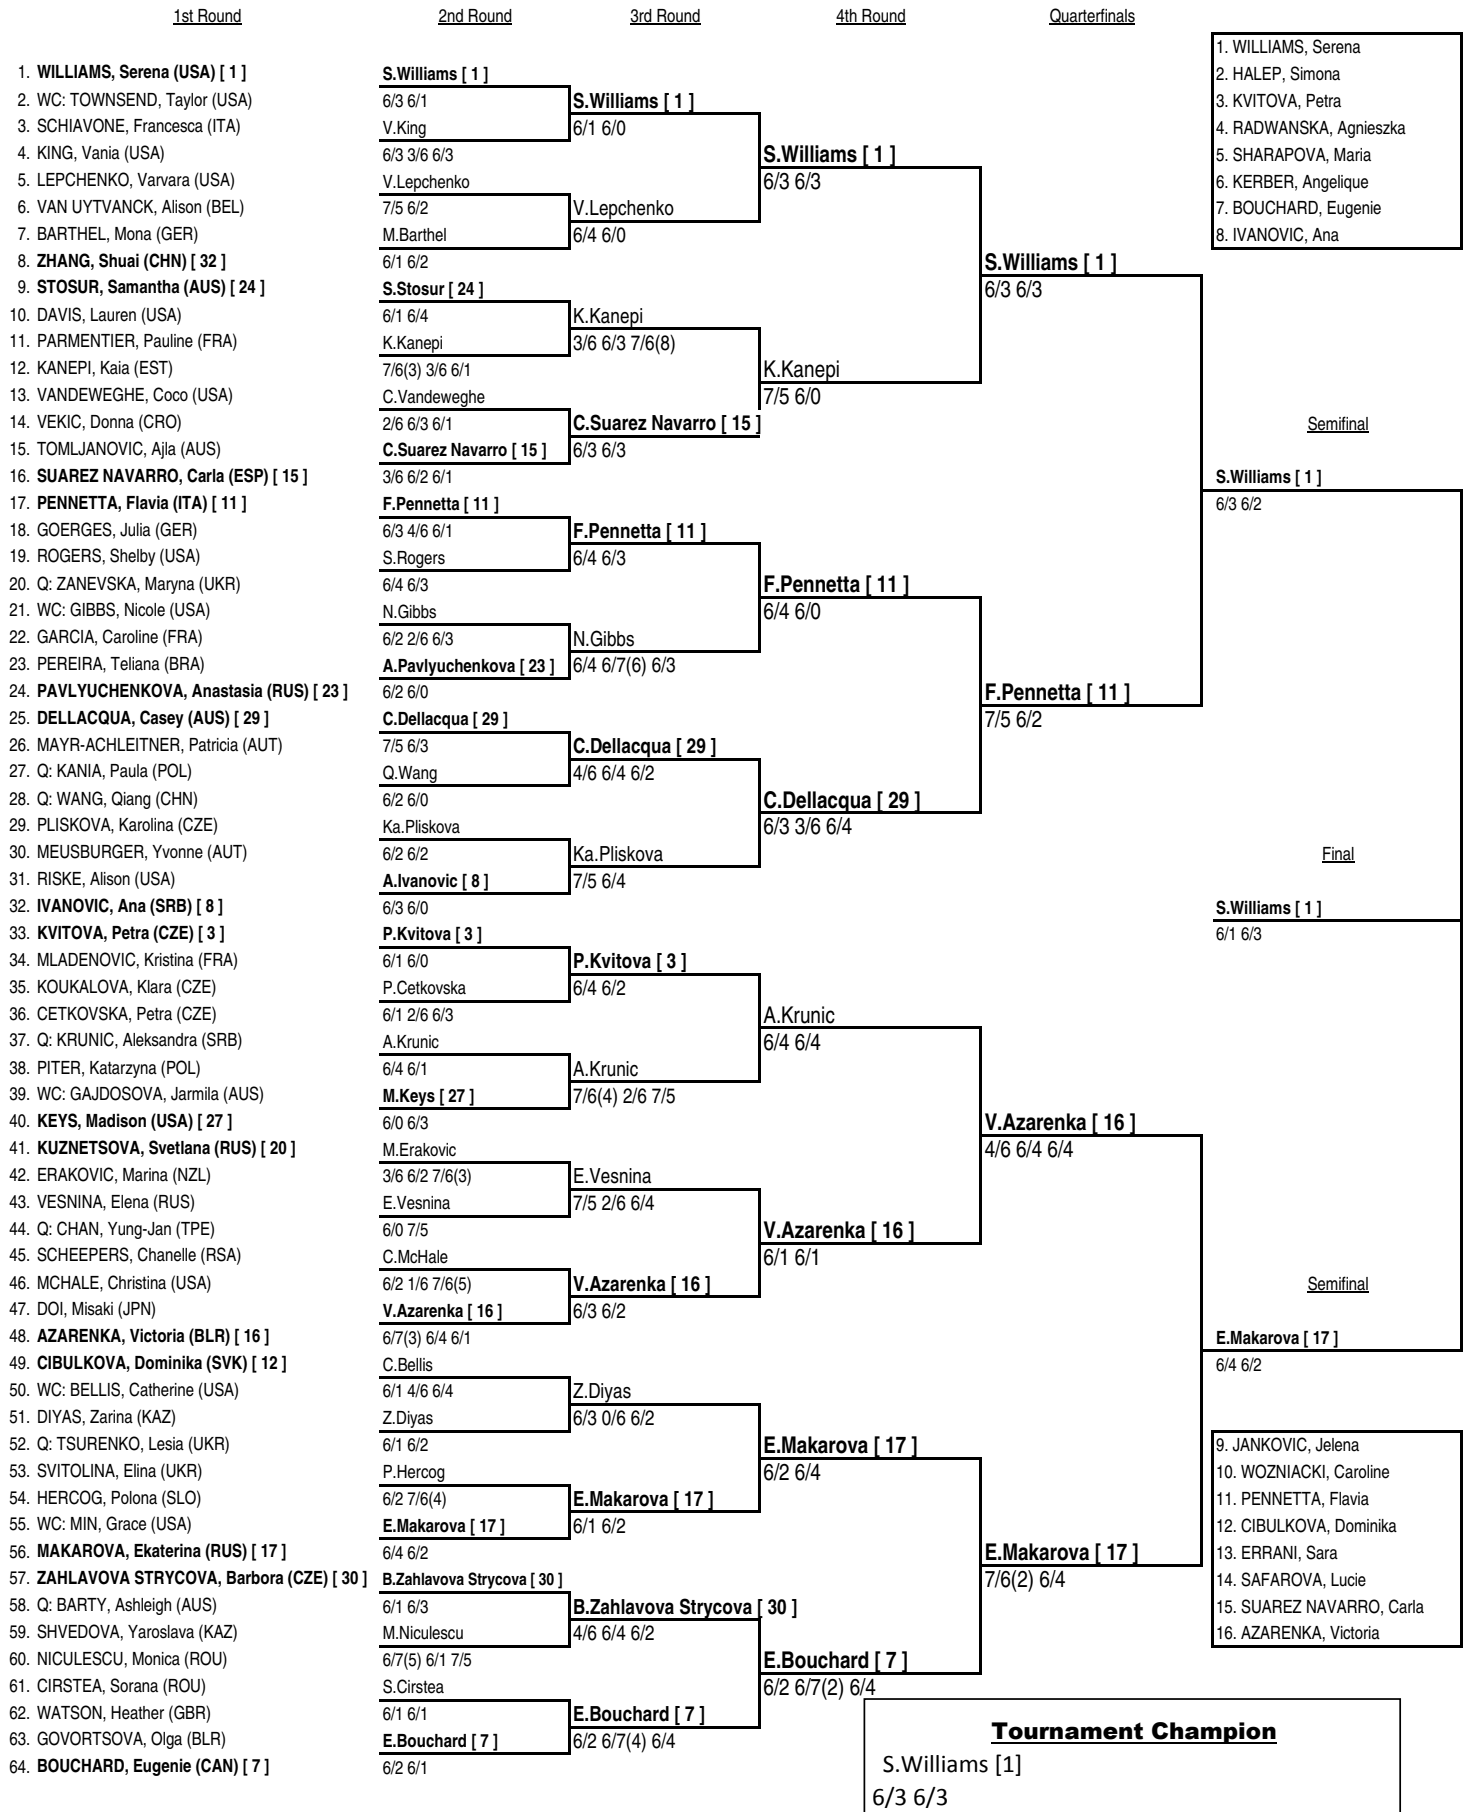 1st Round
2nd Round
3rd Round
4th Round
Quarterfinals
1. WILLIAMS, Serena (USA) [ 1 ]
2. WC: TOWNSEND, Taylor (USA)
3. SCHIAVONE, Francesca (ITA)
4. KING, Vania (USA)
5. LEPCHENKO, Varvara (USA)
6. VAN UYTVANCK, Alison (BEL)
7. BARTHEL, Mona (GER)
8. ZHANG, Shuai (CHN) [ 32 ]
9. STOSUR, Samantha (AUS) [ 24 ]
10. DAVIS, Lauren (USA)
11. PARMENTIER, Pauline (FRA)
12. KANEPI, Kaia (EST)
13. VANDEWEGHE, Coco (USA)
14. VEKIC, Donna (CRO)
15. TOMLJANOVIC, Ajla (AUS)
16. SUAREZ NAVARRO, Carla (ESP) [ 15 ]
17. PENNETTA, Flavia (ITA) [ 11 ]
18. GOERGES, Julia (GER)
19. ROGERS, Shelby (USA)
20. Q: ZANEVSKA, Maryna (UKR)
21. WC: GIBBS, Nicole (USA)
22. GARCIA, Caroline (FRA)
23. PEREIRA, Teliana (BRA)
24. PAVLYUCHENKOVA, Anastasia (RUS) [ 23 ]
25. DELLACQUA, Casey (AUS) [ 29 ]
26. MAYR-ACHLEITNER, Patricia (AUT)
27. Q: KANIA, Paula (POL)
28. Q: WANG, Qiang (CHN)
29. PLISKOVA, Karolina (CZE)
30. MEUSBURGER, Yvonne (AUT)
31. RISKE, Alison (USA)
32. IVANOVIC, Ana (SRB) [ 8 ]
33. KVITOVA, Petra (CZE) [ 3 ]
34. MLADENOVIC, Kristina (FRA)
35. KOUKALOVA, Klara (CZE)
36. CETKOVSKA, Petra (CZE)
37. Q: KRUNIC, Aleksandra (SRB)
38. PITER, Katarzyna (POL)
39. WC: GAJDOSOVA, Jarmila (AUS)
40. KEYS, Madison (USA) [ 27 ]
41. KUZNETSOVA, Svetlana (RUS) [ 20 ]
42. ERAKOVIC, Marina (NZL)
43. VESNINA, Elena (RUS)
44. Q: CHAN, Yung-Jan (TPE)
45. SCHEEPERS, Chanelle (RSA)
46. MCHALE, Christina (USA)
47. DOI, Misaki (JPN)
48. AZARENKA, Victoria (BLR) [ 16 ]
49. CIBULKOVA, Dominika (SVK) [ 12 ]
50. WC: BELLIS, Catherine (USA)
51. DIYAS, Zarina (KAZ)
52. Q: TSURENKO, Lesia (UKR)
53. SVITOLINA, Elina (UKR)
54. HERCOG, Polona (SLO)
55. WC: MIN, Grace (USA)
56. MAKAROVA, Ekaterina (RUS) [ 17 ]
57. ZAHLAVOVA STRYCOVA, Barbora (CZE) [ 30 ]
58. Q: BARTY, Ashleigh (AUS)
59. SHVEDOVA, Yaroslava (KAZ)
60. NICULESCU, Monica (ROU)
61. CIRSTEA, Sorana (ROU)
62. WATSON, Heather (GBR)
63. GOVORTSOVA, Olga (BLR)
64. BOUCHARD, Eugenie (CAN) [ 7 ]
S.Williams [ 1 ]
6/3 6/1
V.King
6/3 3/6 6/3
V.Lepchenko
7/5 6/2
M.Barthel
6/1 6/2
S.Stosur [ 24 ]
6/1 6/4
K.Kanepi
7/6(3) 3/6 6/1
C.Vandeweghe
2/6 6/3 6/1
C.Suarez Navarro [ 15 ]
3/6 6/2 6/1
F.Pennetta [ 11 ]
6/3 4/6 6/1
S.Rogers
6/4 6/3
N.Gibbs
6/2 2/6 6/3
A.Pavlyuchenkova [ 23 ]
6/2 6/0
C.Dellacqua [ 29 ]
7/5 6/3
Q.Wang
6/2 6/0
Ka.Pliskova
6/2 6/2
A.Ivanovic [ 8 ]
6/3 6/0
P.Kvitova [ 3 ]
6/1 6/0
P.Cetkovska
6/1 2/6 6/3
A.Krunic
6/4 6/1
M.Keys [ 27 ]
6/0 6/3
M.Erakovic
3/6 6/2 7/6(3)
E.Vesnina
6/0 7/5
C.McHale
6/2 1/6 7/6(5)
V.Azarenka [ 16 ]
6/7(3) 6/4 6/1
C.Bellis
6/1 4/6 6/4
Z.Diyas
6/1 6/2
P.Hercog
6/2 7/6(4)
E.Makarova [ 17 ]
6/4 6/2
B.Zahlavova Strycova [ 30 ]
6/1 6/3
M.Niculescu
6/7(5) 6/1 7/5
S.Cirstea
6/1 6/1
E.Bouchard [ 7 ]
6/2 6/1
S.Williams [ 1 ]
6/1 6/0
V.Lepchenko
6/4 6/0
K.Kanepi
3/6 6/3 7/6(8)
C.Suarez Navarro [ 15 ]
6/3 6/3
F.Pennetta [ 11 ]
6/4 6/3
N.Gibbs
6/4 6/7(6) 6/3
C.Dellacqua [ 29 ]
4/6 6/4 6/2
Ka.Pliskova
7/5 6/4
P.Kvitova [ 3 ]
6/4 6/2
A.Krunic
7/6(4) 2/6 7/5
E.Vesnina
7/5 2/6 6/4
V.Azarenka [ 16 ]
6/3 6/2
Z.Diyas
6/3 0/6 6/2
E.Makarova [ 17 ]
6/1 6/2
B.Zahlavova Strycova [ 30 ]
4/6 6/4 6/2
E.Bouchard [ 7 ]
6/2 6/7(4) 6/4
S.Williams [ 1 ]
6/3 6/3
K.Kanepi
7/5 6/0
F.Pennetta [ 11 ]
6/4 6/0
C.Dellacqua [ 29 ]
6/3 3/6 6/4
A.Krunic
6/4 6/4
V.Azarenka [ 16 ]
6/1 6/1
E.Makarova [ 17 ]
6/2 6/4
E.Bouchard [ 7 ]
6/2 6/7(2) 6/4
S.Williams [ 1 ]
6/3 6/3
F.Pennetta [ 11 ]
7/5 6/2
V.Azarenka [ 16 ]
4/6 6/4 6/4
E.Makarova [ 17 ]
7/6(2) 6/4
1. WILLIAMS, Serena
2. HALEP, Simona
3. KVITOVA, Petra
4. RADWANSKA, Agnieszka
5. SHARAPOVA, Maria
6. KERBER, Angelique
7. BOUCHARD, Eugenie
8. IVANOVIC, Ana
Semifinal
S.Williams [ 1 ]
6/3 6/2
Final
S.Williams [ 1 ]
6/1 6/3
Semifinal
E.Makarova [ 17 ]
6/4 6/2
9. JANKOVIC, Jelena
10. WOZNIACKI, Caroline
11. PENNETTA, Flavia
12. CIBULKOVA, Dominika
13. ERRANI, Sara
14. SAFAROVA, Lucie
15. SUAREZ NAVARRO, Carla
16. AZARENKA, Victoria
Tournament Champion
S.Williams [1]
6/3 6/3